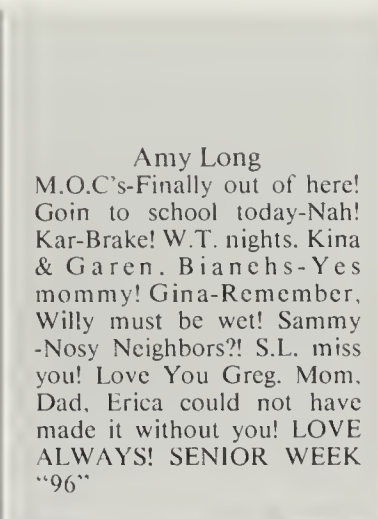 Amy Long
M.O.C's-Finally out of here!
Goin to school today-Nah!
Kar-Brake! W.T. nights. Kina
& Garen. Bianchs-Yes
mommy! Gina-Remember,
Willy must be wet! Sammy
-Nosy Neighbors?! S.L. miss
you! Love You Greg. Mom,
Dad, Erica could not have
made it without you! LOVE
ALWAYS! SENIOR WEEK
"96"